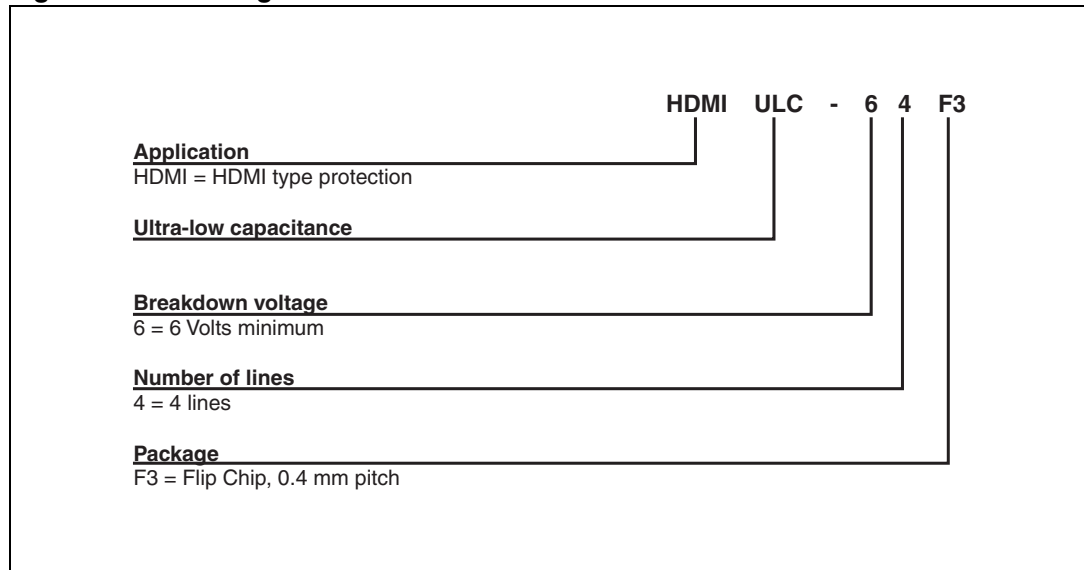 HDMI ULC - 6 4 F3
Application
HDMI = HDMI type protection
Ultra-low capacitance
Breakdown voltage
6 = 6 Volts minimum
Number of lines
4 = 4 lines
Package
F3 = Flip Chip, 0.4 mm pitch